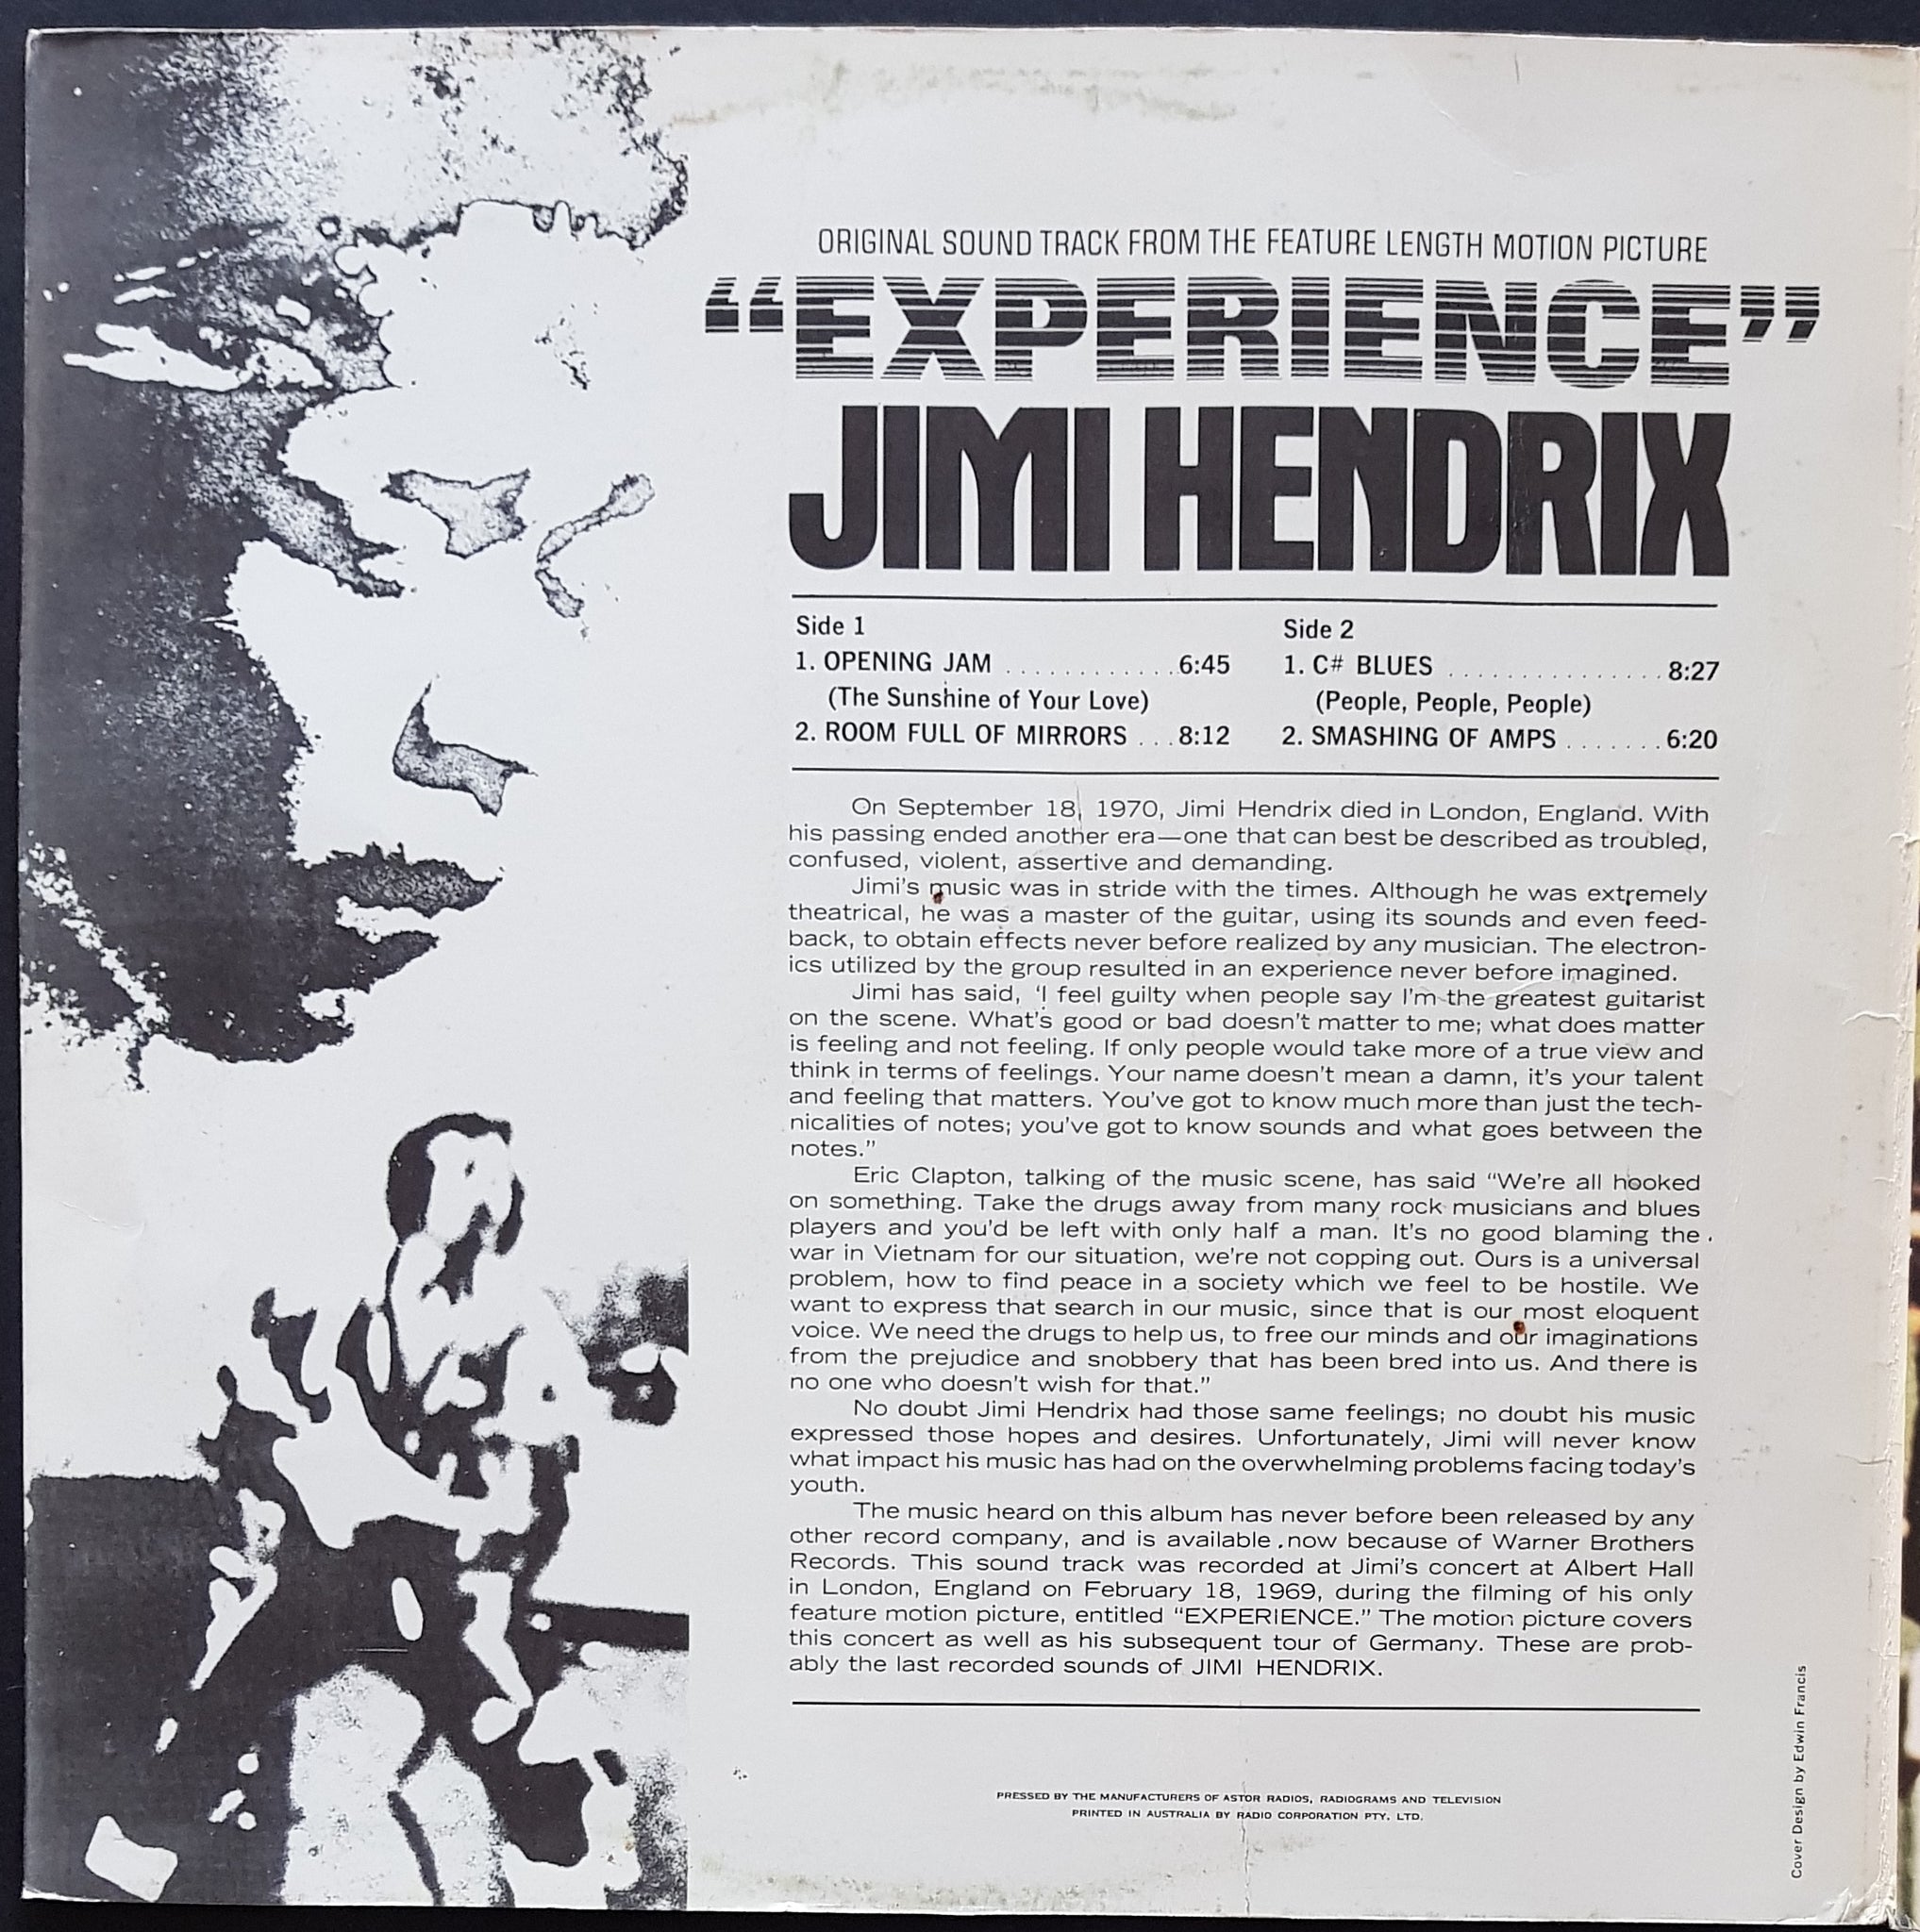 ORIGINAL SOUND TRACK FROM THE FEATURE LENGTH MOTION PICTURE
“EXPERIENCE”
JIMI HENDRIX
Side 1
1. OPENING JAM . . . . . . . . . . . . . 6:45
(The Sunshine of Your Love)
2. ROOM FULL OF MIRRORS . . . 8:12
Side 2
1. C# BLUES . . . . . . . . . . . . . . . . 8:27
(People, People, People)
2. SMASHING OF AMPS . . . . . . . 6:20
On September 18, 1970, Jimi Hendrix died in London, England. With
his passing ended another era—one that can best be described as troubled,
confused, violent, assertive and demanding.
Jimi's music was in stride with the times. Although he was extremely
theatrical, he was a master of the guitar, using its sounds and even feed-
back, to obtain effects never before realized by any musician. The electron-
ics utilized by the group resulted in an experience never before imagined.
Jimi has said, ‘I feel guilty when people say I'm the greatest guitarist
on the scene. What's good or bad doesn't matter to me; what does matter
is feeling and not feeling. If only people would take more of a true view and
think in terms of feelings. Your name doesn't mean a damn, it's your talent
and feeling that matters. You've got to know much more than just the tech-
nicalities of notes; you've got to know sounds and what goes between the
notes.”
Eric Clapton, talking of the music scene, has said “We're all hooked
on something. Take the drugs away from many rock musicians and blues
players and you'd be left with only half a man. It's no good blaming the
war in Vietnam for our situation, we're not copping out. Ours is a universal
problem, how to find peace in a society which we feel to be hostile. We
want to express that search in our music, since that is our most eloquent
voice. We need the drugs to help us, to free our minds and our imaginations
from the prejudice and snobbery that has been bred into us. And there is
no one who doesn't wish for that.”
No doubt Jimi Hendrix had those same feelings; no doubt his music
expressed those hopes and desires. Unfortunately, Jimi will never know
what impact his music has had on the overwhelming problems facing today's
youth.
The music heard on this album has never before been released by any
other record company, and is available now because of Warner Brothers
Records. This sound track was recorded at Jimi's concert at Albert Hall
in London, England on February 18, 1969, during the filming of his only
feature motion picture, entitled “EXPERIENCE.” The motion picture covers
this concert as well as his subsequent tour of Germany. These are prob-
ably the last recorded sounds of JIMI HENDRIX.
PRESSED BY THE MANUFACTURERS OF ASTOR RADIOS, RADIOGRAMS AND TELEVISION
PRINTED IN AUSTRALIA BY RADIO CORPORATION PTY. LTD.
Cover Design by Edwin Francis